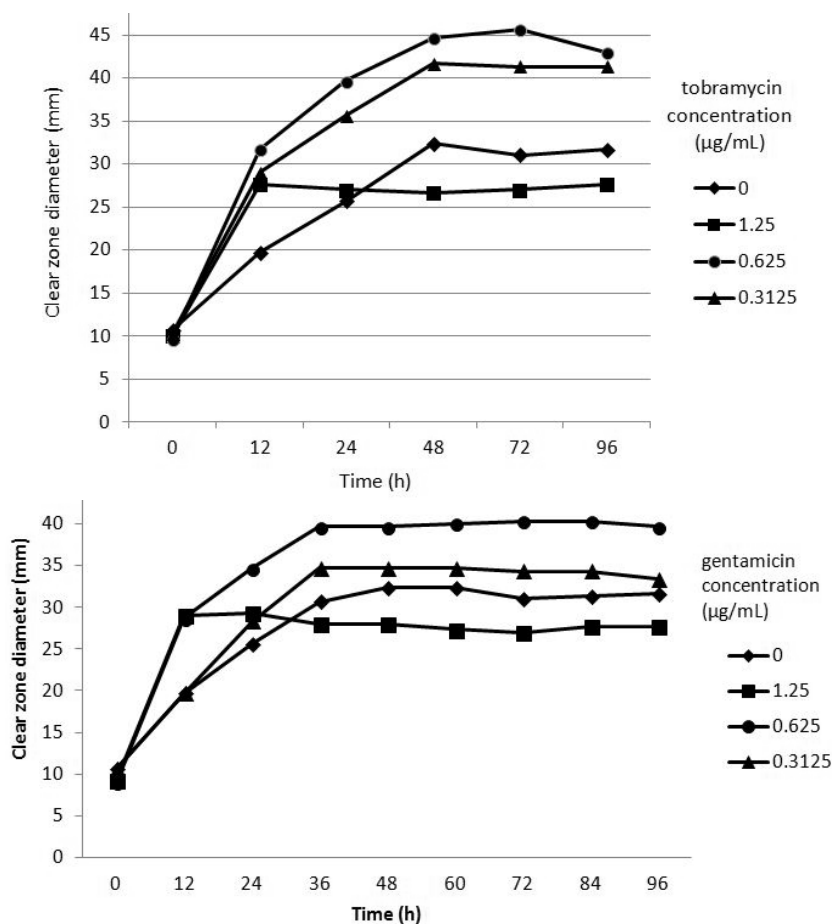 Clear zone diameter (mm)
45
40
35
30
25
20
15
10
5
0
0 12 24 48 72 96
Time (h)
tobramycin
concentration
(μg/mL)
0
1.25
0.625
0.3125
Clear zone diameter (mm)
40
35
30
25
20
15
10
5
0
0 12 24 36 48 60 72 84 96
Time (h)
gentamicin
concentration
(μg/mL)
0
1.25
0.625
0.3125